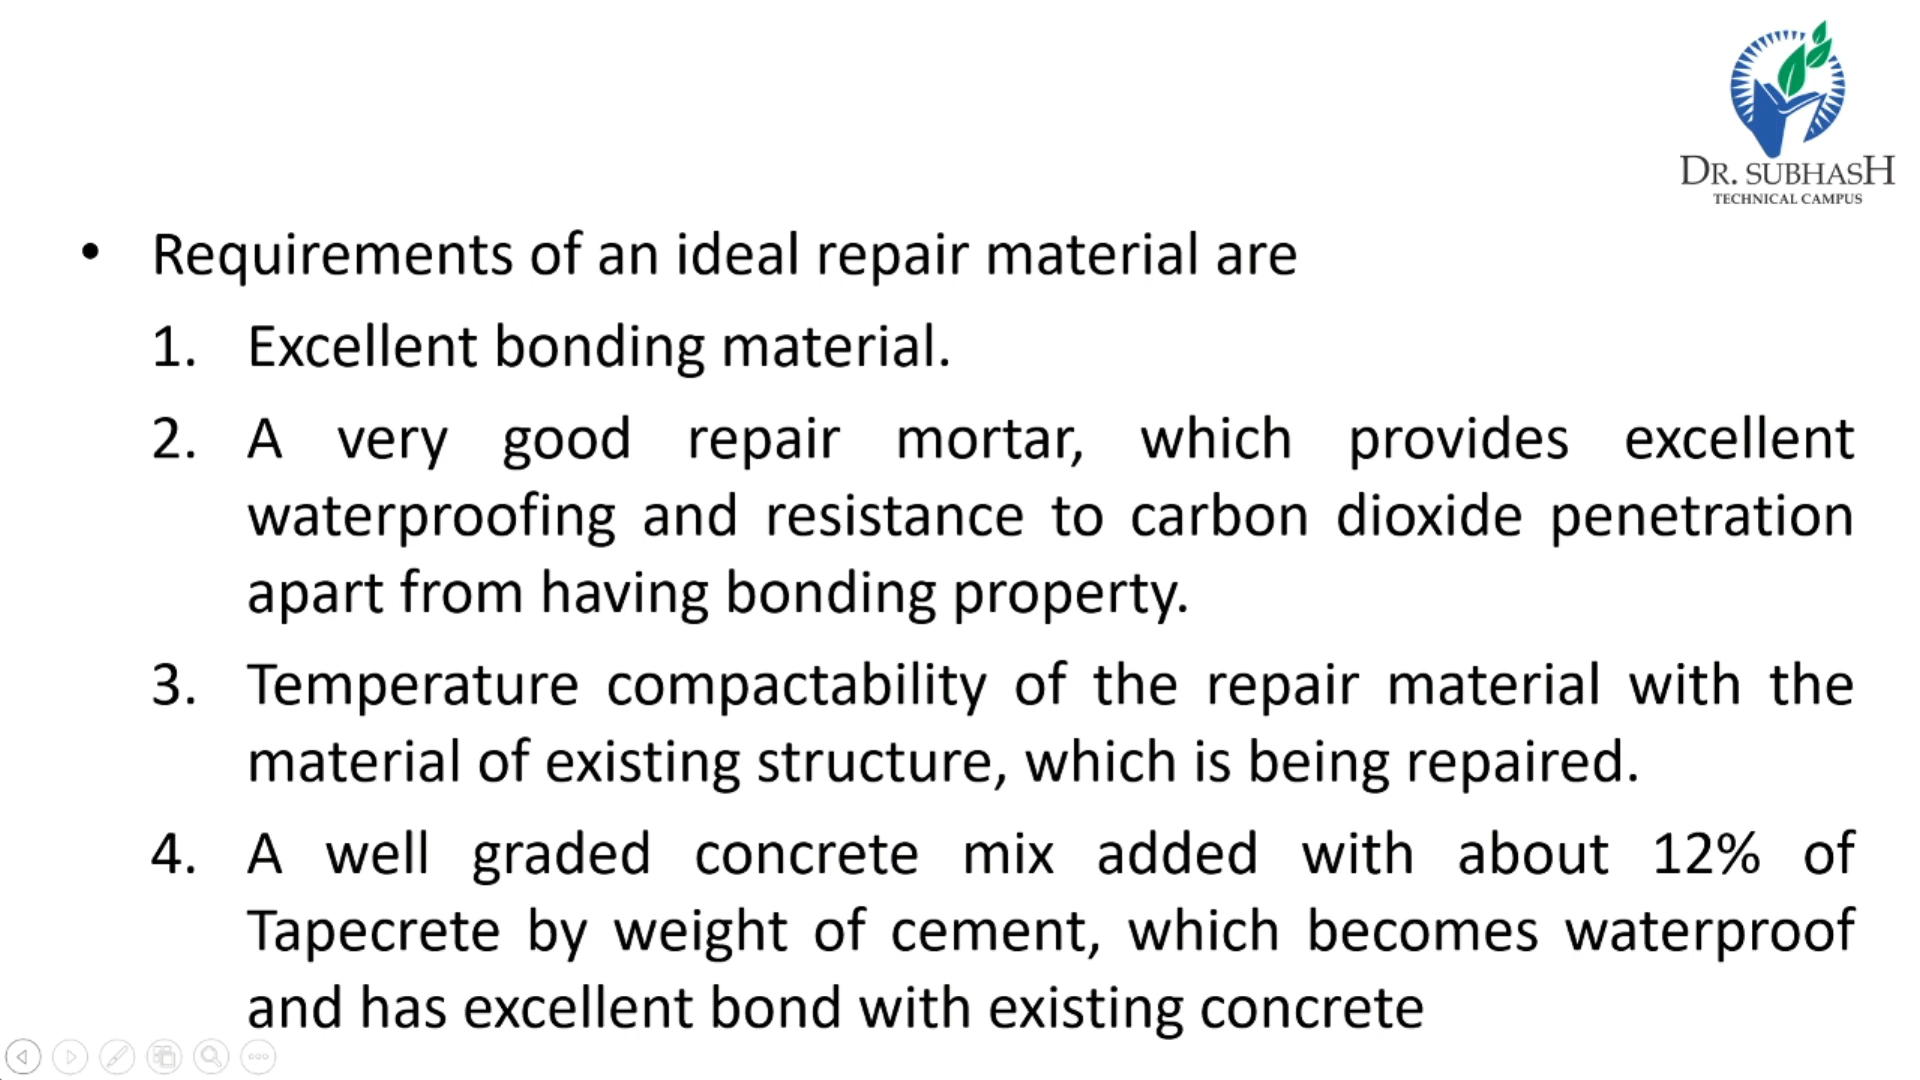 DR. SUBHASH
TECHNICAL CAMPUS
• Requirements of an ideal repair material are
1. Excellent bonding material.
2. A very good repair mortar, which provides excellent
waterproofing and resistance to carbon dioxide penetration
apart from having bonding property.
3. Temperature compactability of the repair material with the
material of existing structure, which is being repaired.
4. A well graded concrete mix added with about 12% of
Tapecrete by weight of cement, which becomes waterproof
and has excellent bond with existing concrete